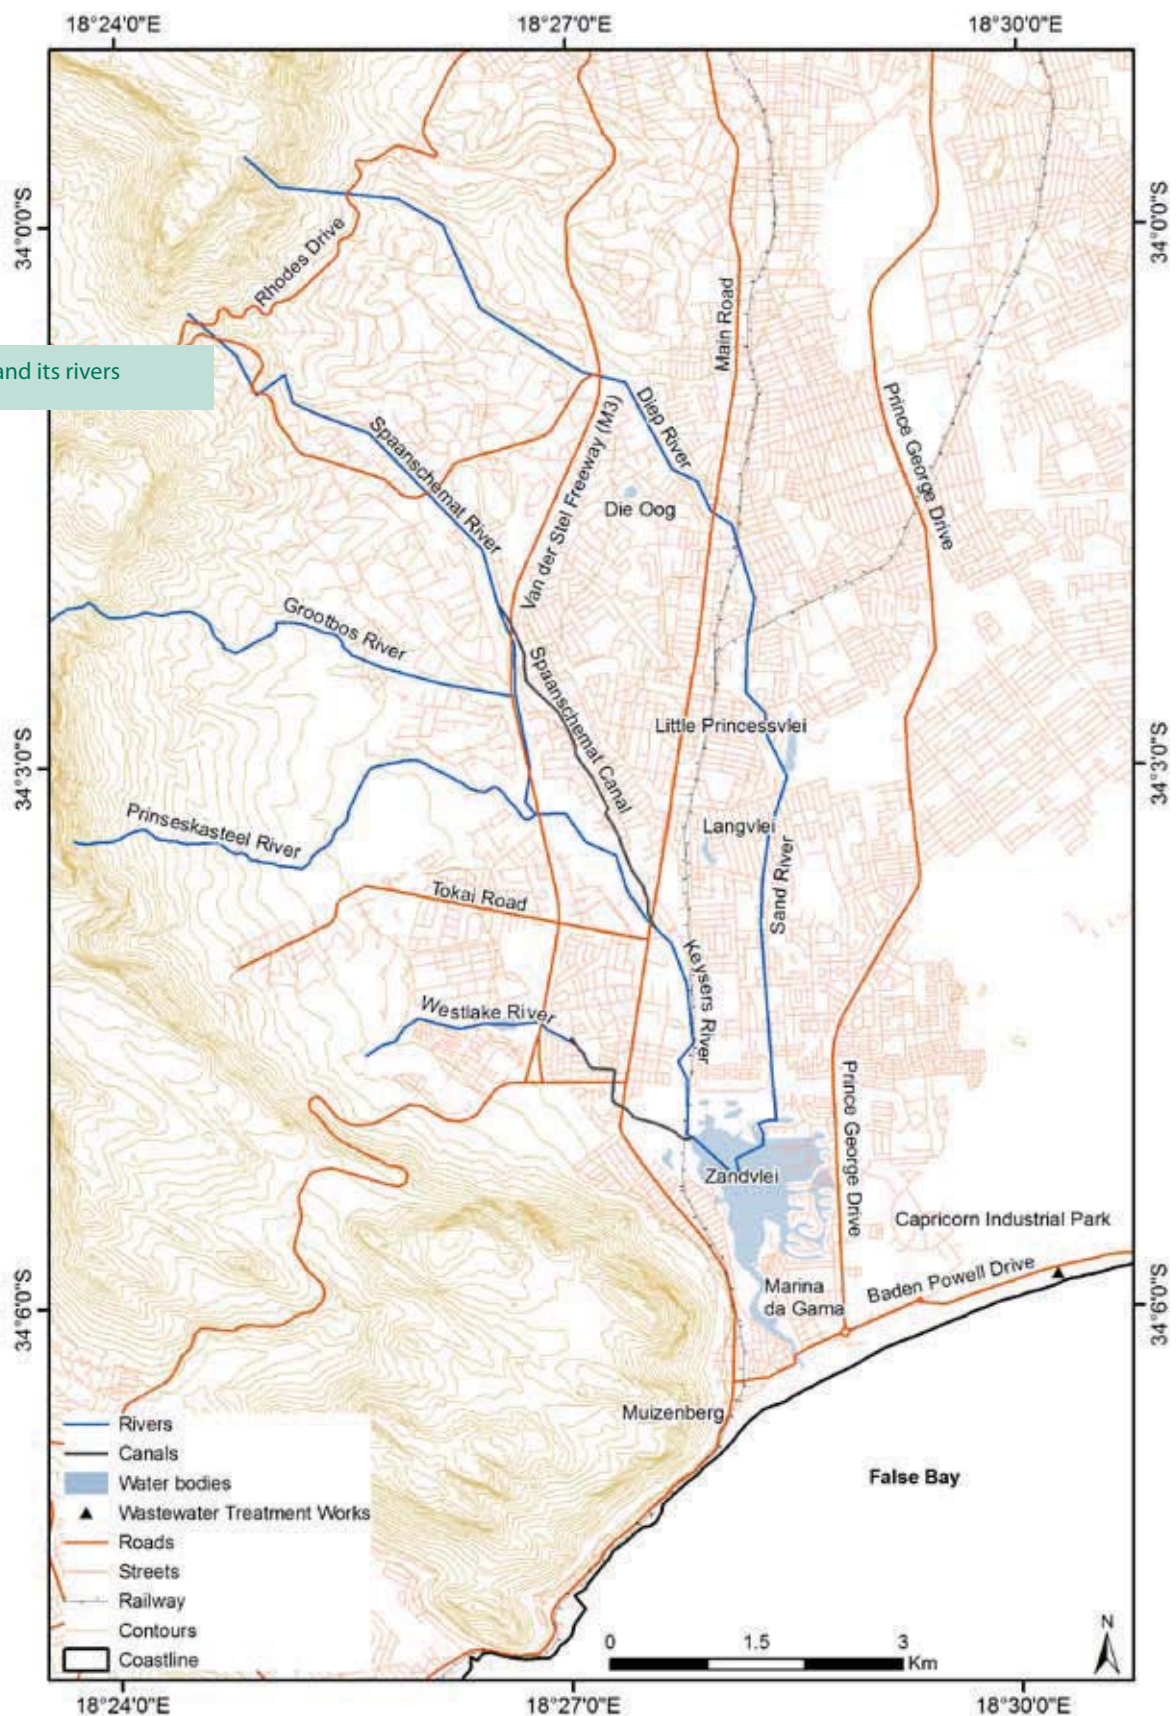 18°24'0"E
18°27'0"E
18°30'0"E
34°0'0"S
34°0'0"S
Rhodes Drive
Main Road
and its rivers
Diep River
Prince George Drive
Spaanschemat River
Van der Stel Freeway (M3)
Die Oog
Grootbos River
Spaanschemat Canal
Little Princessvlei
34°3'0"S
34°3'0"S
Prinseskasteel River
Langvlei
Sand River
Tokai Road
Keysers River
Westlake River
Prince George Drive
Zandvlei
Capricorn Industrial Park
Baden Powell Drive
Marina
da Gama
34°6'0"S
34°6'0"S
Muizenberg
False Bay
Rivers
Canals
Water bodies
Wastewater Treatment Works
Roads
Streets
Railway
Contours
Coastline
0
1.5
3
Km
N
18°24'0"E
18°27'0"E
18°30'0"E